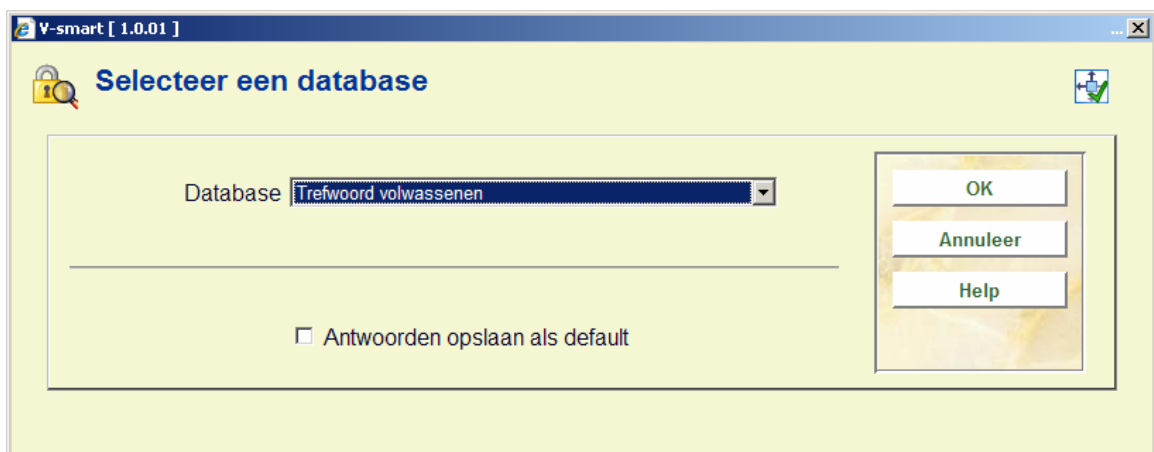 V-smart [ 1.0.01 ]
Selecteer een database
Database Trefwoord volwassenen
OK
Annuleer
Help
Antwoorden opslaan als default